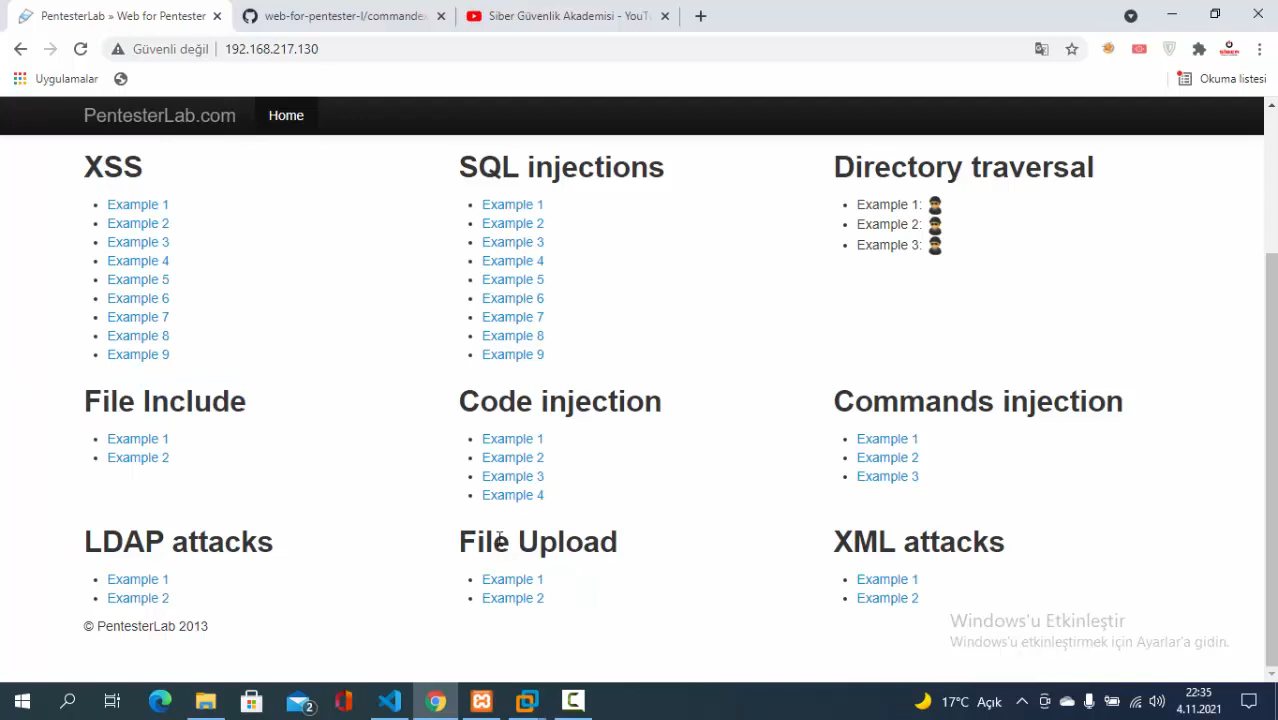 PentesterLab » Web for Pentester
web-for-pentester-I/commandex
Siber Güvenlik Akademisi - YouTu
Güvenli değil
192.168.217.130
Uygulamalar
Okuma listesi
PentesterLab.com
Home
XSS
Example 1
Example 2
Example 3
Example 4
Example 5
Example 6
Example 7
Example 8
Example 9
SQL injections
Example 1
Example 2
Example 3
Example 4
Example 5
Example 6
Example 7
Example 8
Example 9
Directory traversal
Example 1:
Example 2:
Example 3:
File Include
Example 1
Example 2
Code injection
Example 1
Example 2
Example 3
Example 4
Commands injection
Example 1
Example 2
Example 3
LDAP attacks
Example 1
Example 2
File Upload
Example 1
Example 2
XML attacks
Example 1
Example 2
© PentesterLab 2013
Windows'u Etkinleştir
Windows'u etkinleştirmek için Ayarlar'a gidin.
2
17°C Açık
22:35
4.11.2021